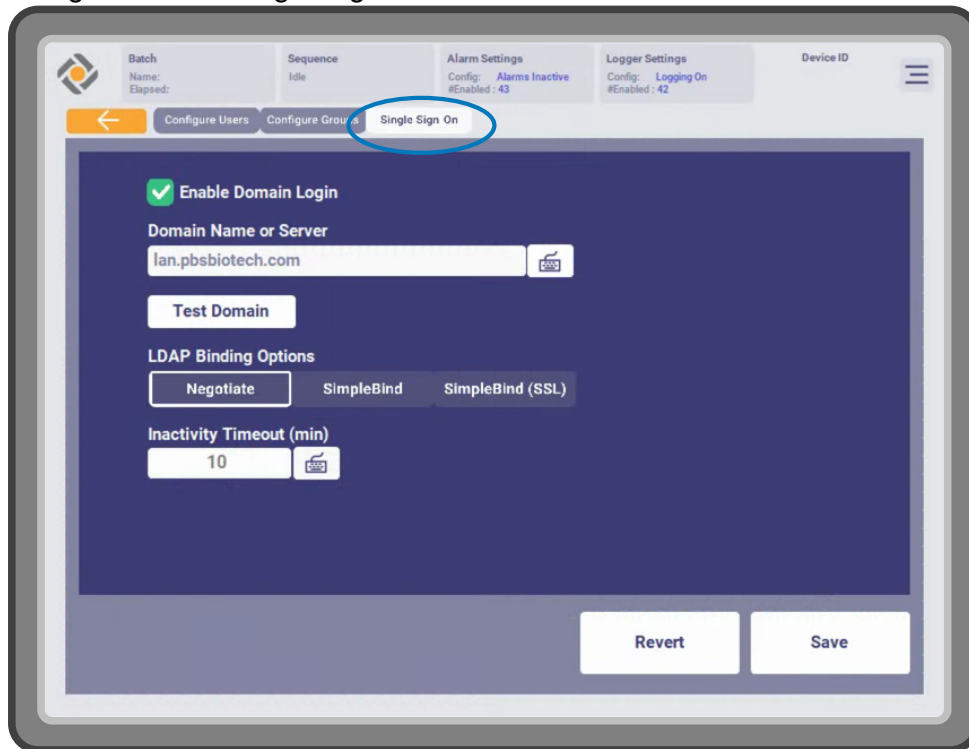 Batch
Name:
Elapsed:
Sequence
Idle
Alarm Settings
Config: Alarms Inactive
#Enabled : 43
Logger Settings
Config: Logging On
#Enabled : 42
Device ID
Configure Users
Configure Groups
Single Sign On
Enable Domain Login
Domain Name or Server
lan.pbsbiotech.com
Test Domain
LDAP Binding Options
Negotiate SimpleBind SimpleBind (SSL)
Inactivity Timeout (min)
10
Revert Save